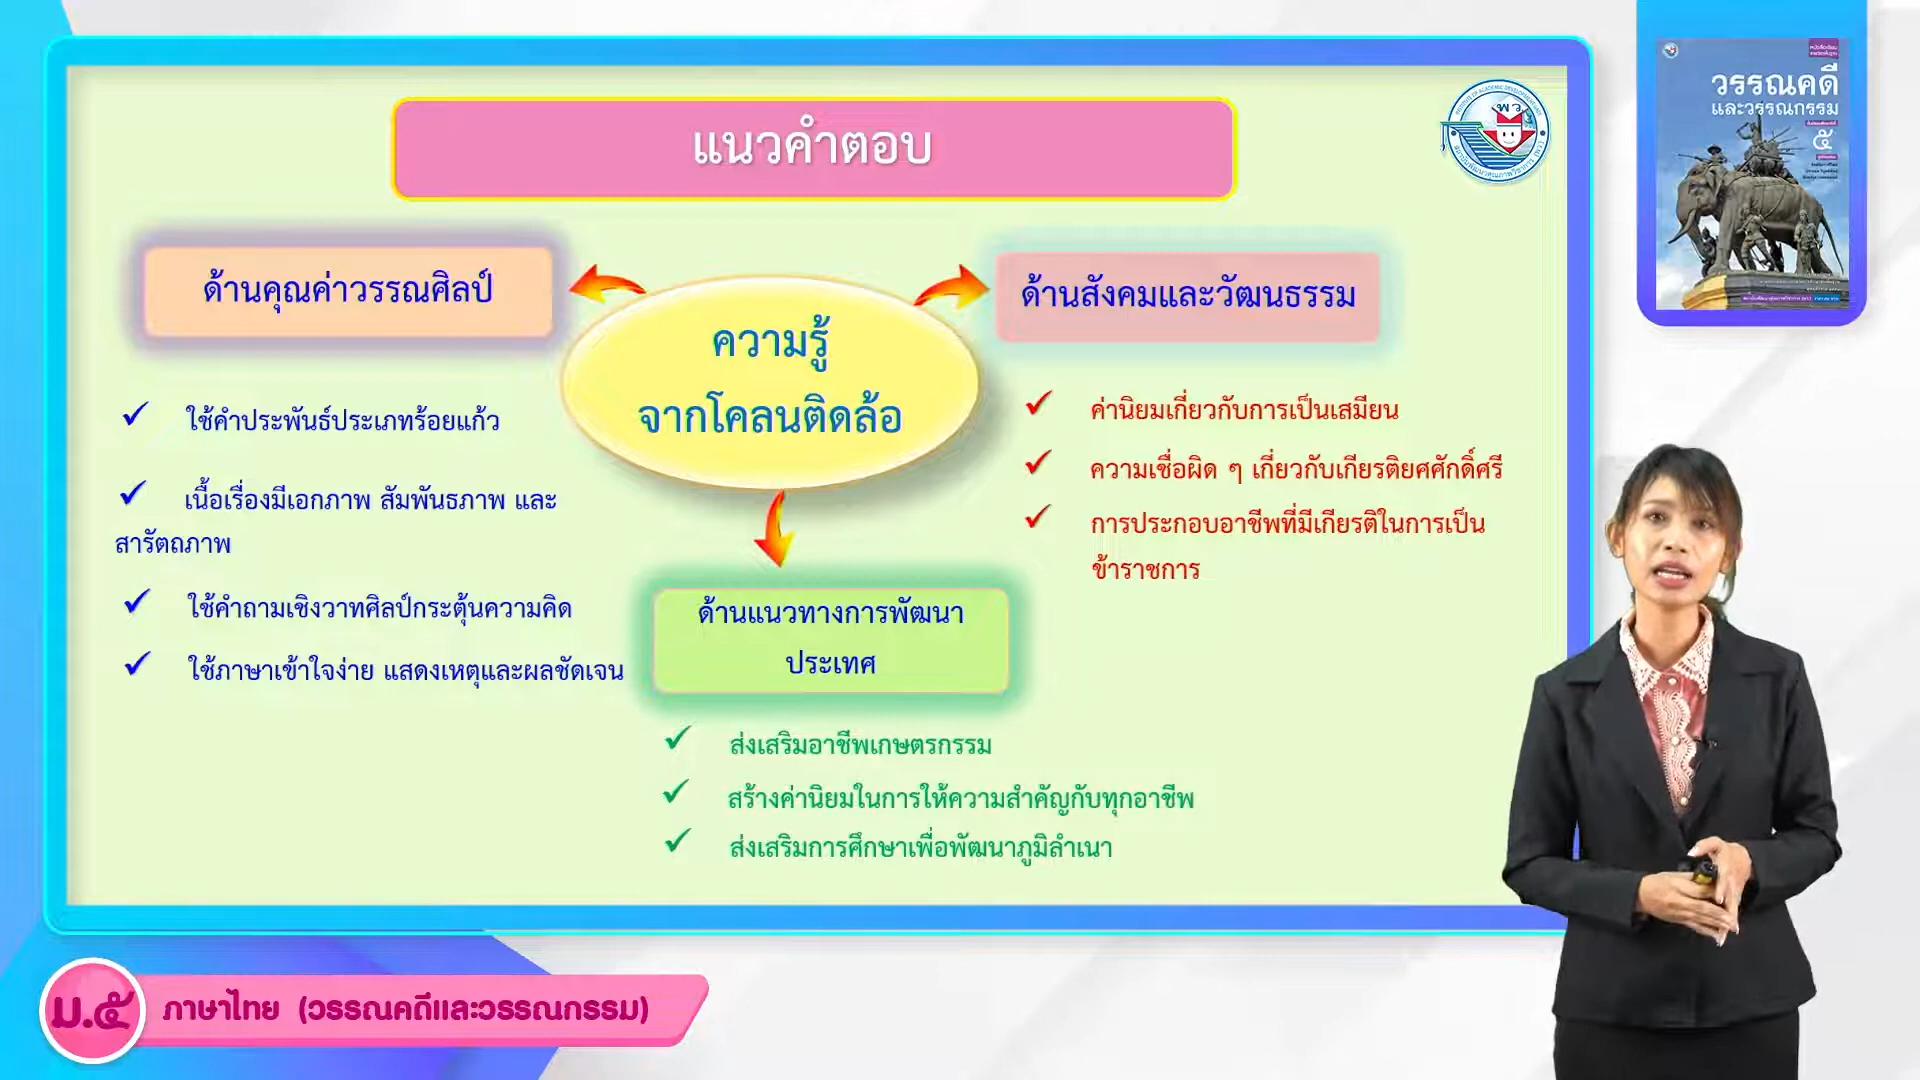 แนวคำตอบ
ด้านคุณค่าวรรณศิลป์
ใช้คำประพันธ์ประเภทร้อยแก้ว
เนื้อเรื่องมีเอกภาพ สัมพันธภาพ และ
สารัตถภาพ
ใช้คำถามเชิงวาทศิลป์กระตุ้นความคิด
ใช้ภาษาเข้าใจง่าย แสดงเหตุและผลชัดเจน
ความรู้
จากโคลนติดล้อ
ด้านสังคมและวัฒนธรรม
ค่านิยมเกี่ยวกับการเป็นเสมียน
ความเชื่อผิด ๆ เกี่ยวกับเกียรติยศศักดิ์ศรี
การประกอบอาชีพที่มีเกียรติในการเป็น
ข้าราชการ
ด้านแนวทางการพัฒนา
ประเทศ
ส่งเสริมอาชีพเกษตรกรรม
สร้างค่านิยมในการให้ความสำคัญกับทุกอาชีพ
ส่งเสริมการศึกษาเพื่อพัฒนาภูมิลำเนา
พว
วรรณคดี
และวรรณกรรม
๕
ม.๕
ภาษาไทย (วรรณคดีและวรรณกรรม)